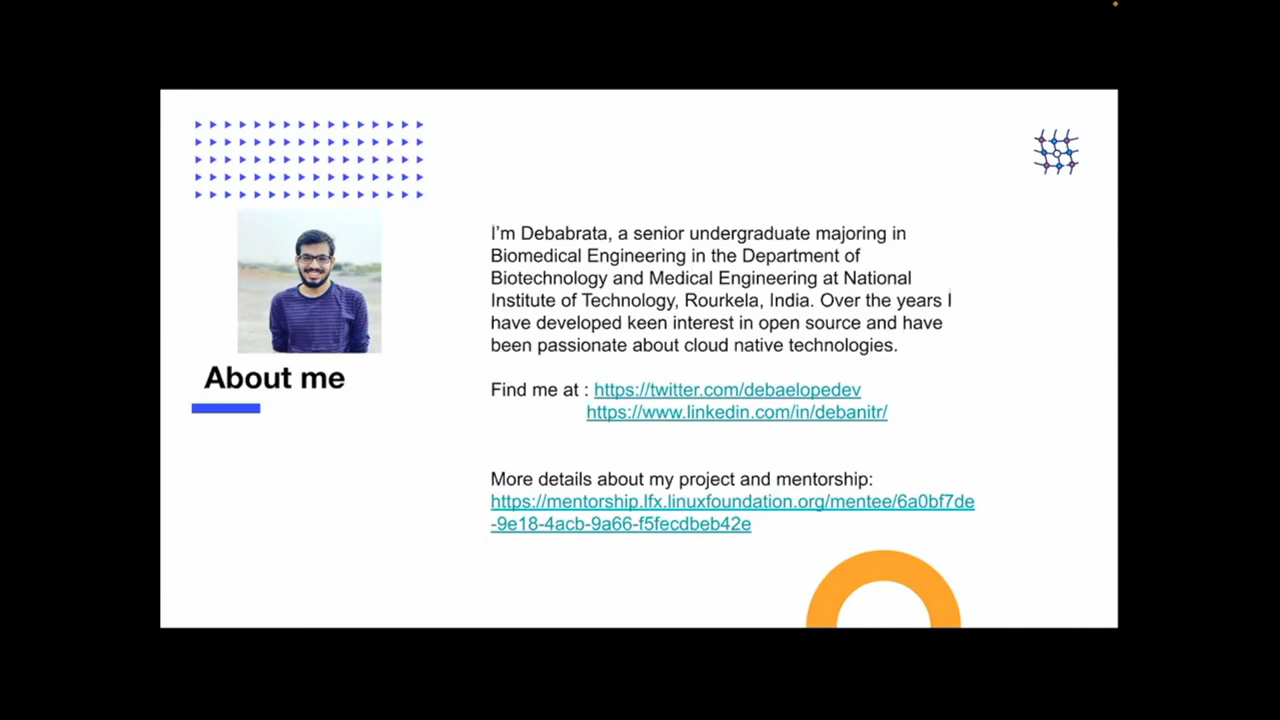 I’m Debabrata, a senior undergraduate majoring in
Biomedical Engineering in the Department of
Biotechnology and Medical Engineering at National
Institute of Technology, Rourkela, India. Over the years I
have developed keen interest in open source and have
been passionate about cloud native technologies.
About me
Find me at : https://twitter.com/debaelopedev
https://www.linkedin.com/in/debanitr/
More details about my project and mentorship:
https://mentorship.lfx.linuxfoundation.org/mentee/6a0bf7de
-9e18-4acb-9a66-f5fecdbeb42e